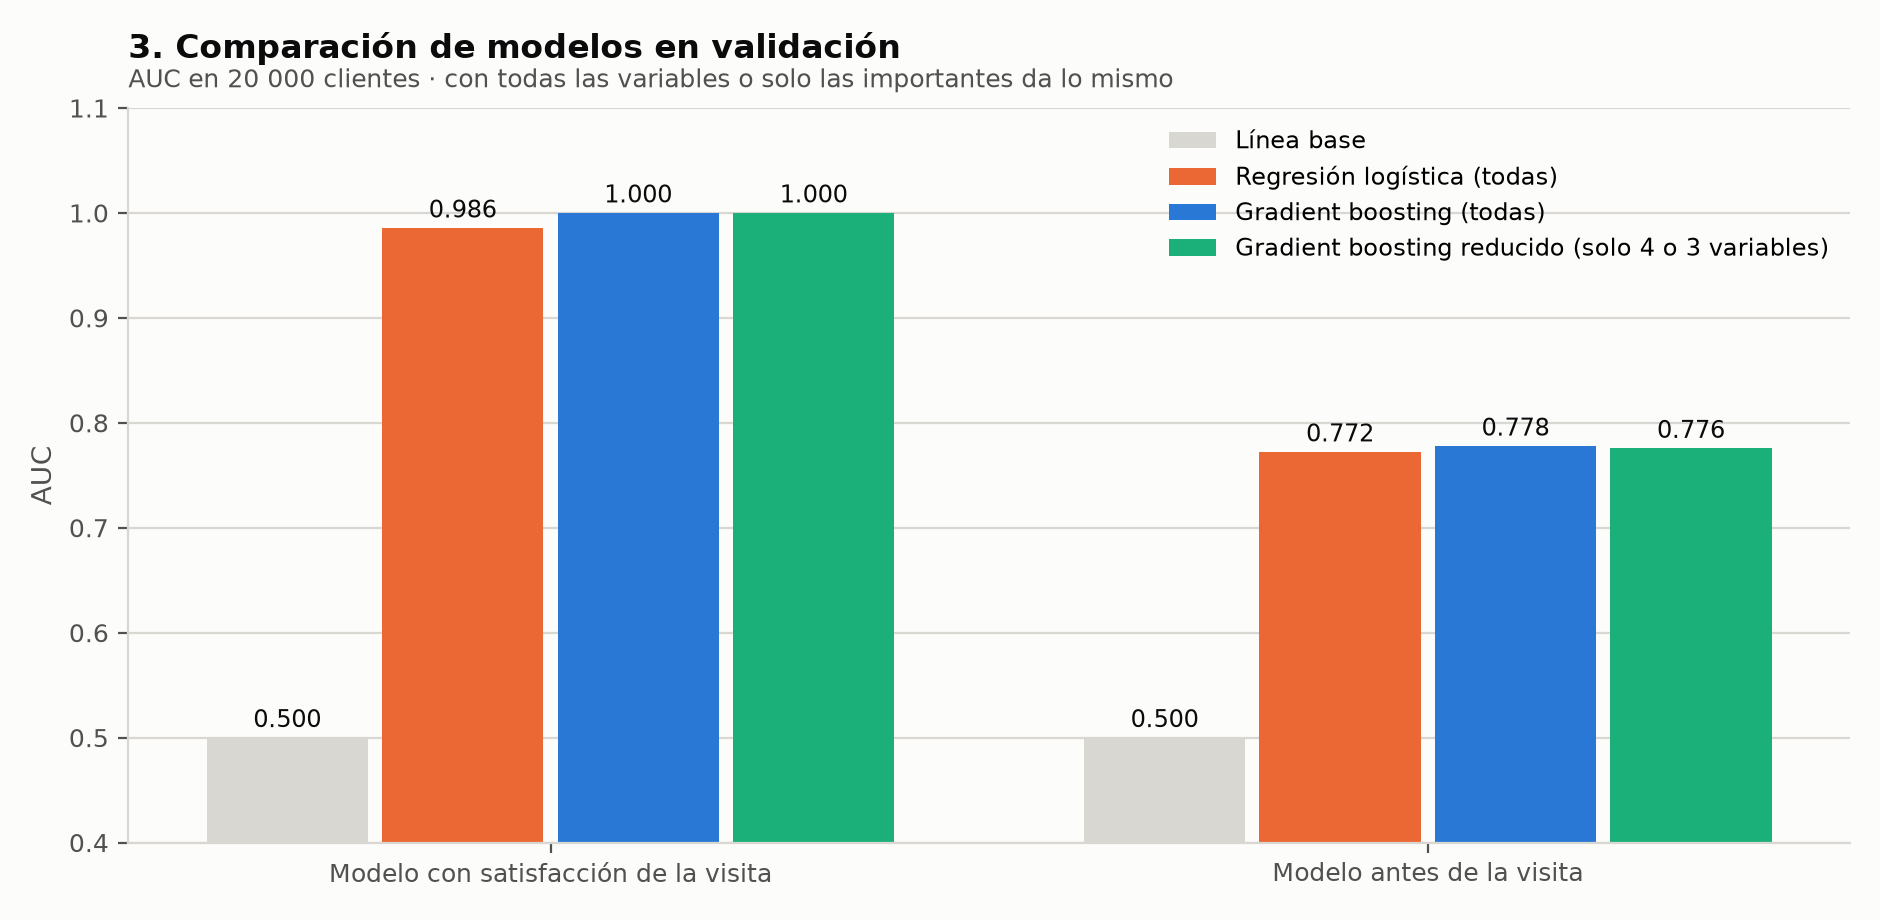 3. Comparación de modelos en validación
AUC en 20 000 clientes · con todas las variables o solo las importantes da lo mismo
1.1
1.0
0.9
0.8
0.7
0.6
0.5
0.4
AUC
Línea base
Regresión logística (todas)
Gradient boosting (todas)
Gradient boosting reducido (solo 4 o 3 variables)
0.500
0.986
1.000
1.000
0.500
0.772
0.778
0.776
Modelo con satisfacción de la visita
Modelo antes de la visita